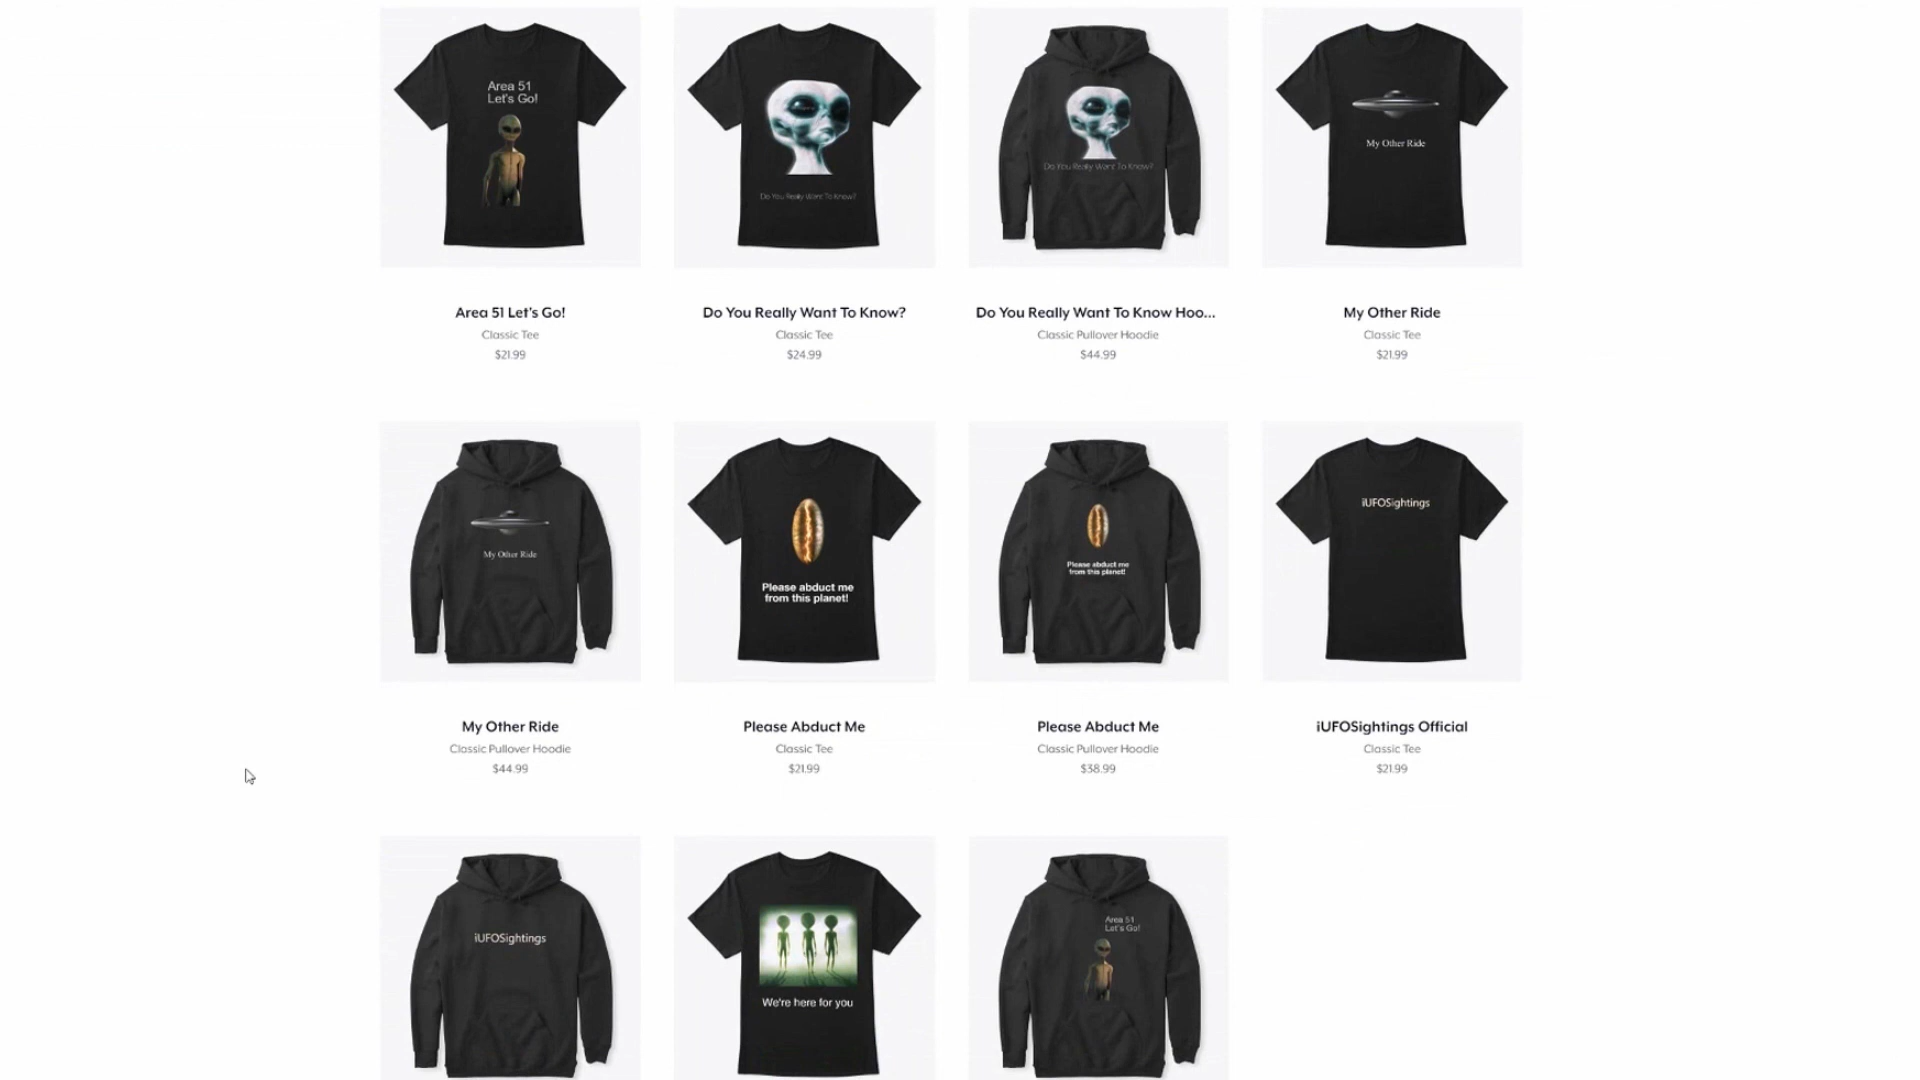 Area 51
Let's Go!
Do You Really Want To Know?
Do You Really Want To Know?
My Other Ride
Area 51 Let's Go!
Classic Tee
$21.99
Do You Really Want To Know?
Classic Tee
$24.99
Do You Really Want To Know Hoo...
Classic Pullover Hoodie
$44.99
My Other Ride
Classic Tee
$21.99
My Other Ride
Please abduct me
from this planet!
Please abduct me
from this planet!
iUFOSightings
My Other Ride
Classic Pullover Hoodie
$44.99
Please Abduct Me
Classic Tee
$21.99
Please Abduct Me
Classic Pullover Hoodie
$38.99
iUFOSightings Official
Classic Tee
$21.99
iUFOSightings
We're here for you
Area 51
Let's Go!